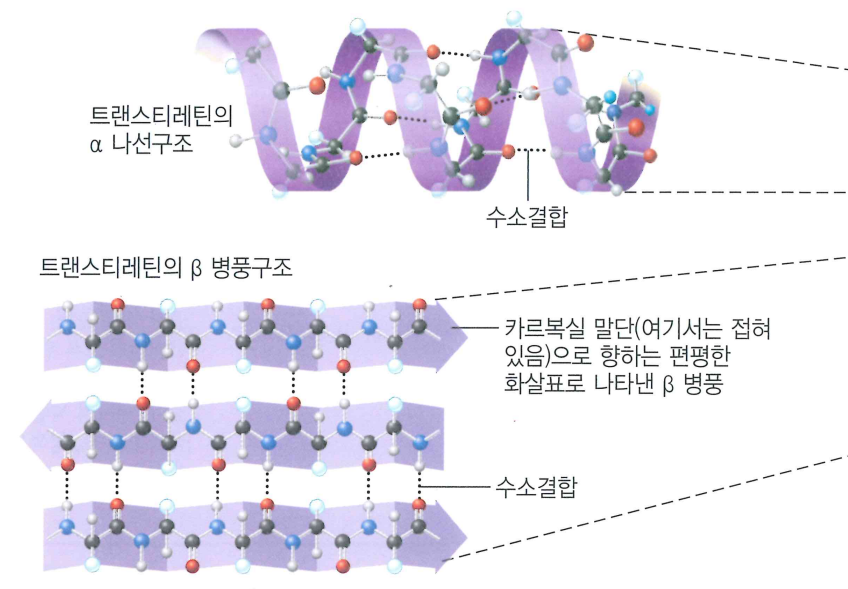 트랜스티레틴의
α 나선구조
수소결합
트랜스티레틴의 β 병풍구조
카르복실 말단(여기서는 접혀
있음)으로 향하는 편평한
화살표로 나타낸 β 병풍
수소결합